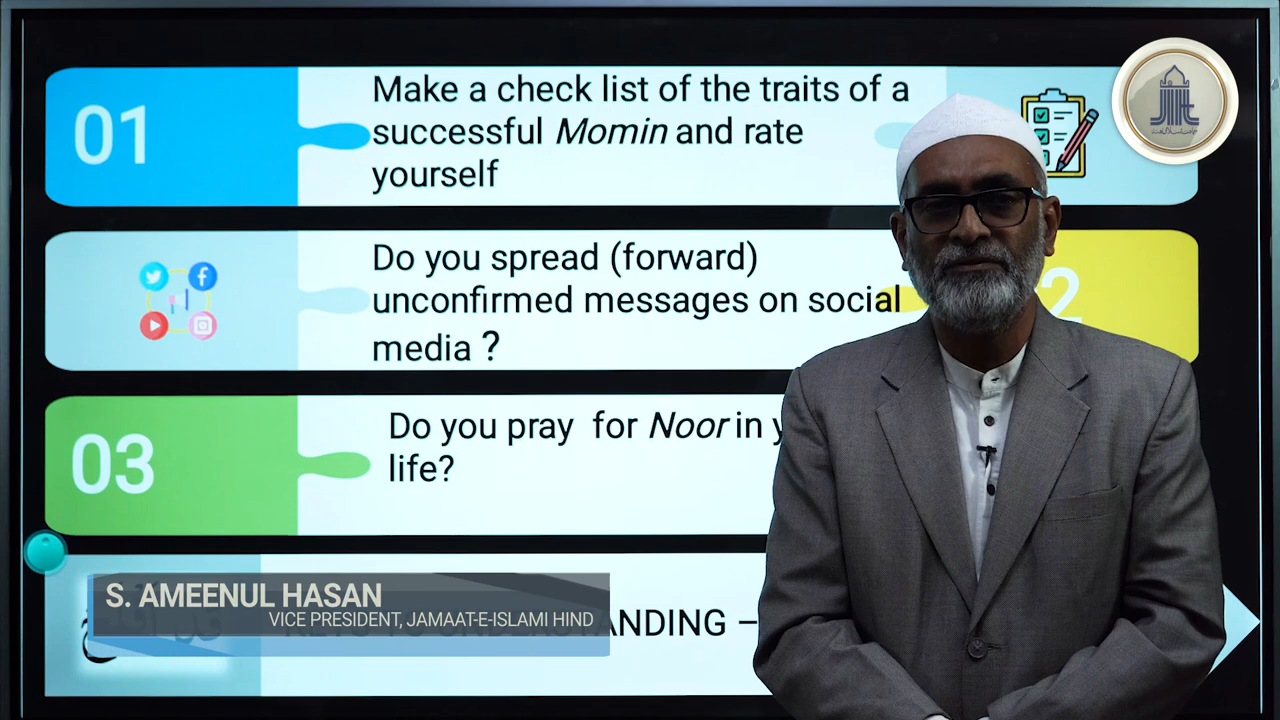 01
Make a check list of the traits of a
successful Momin and rate
yourself
Do you spread (forward)
unconfirmed messages on social
media ?
2
03
Do you pray for Noor in
life?
S. AMEENUL HASAN
VICE PRESIDENT, JAMAAT-E-ISLAMI HIND
–